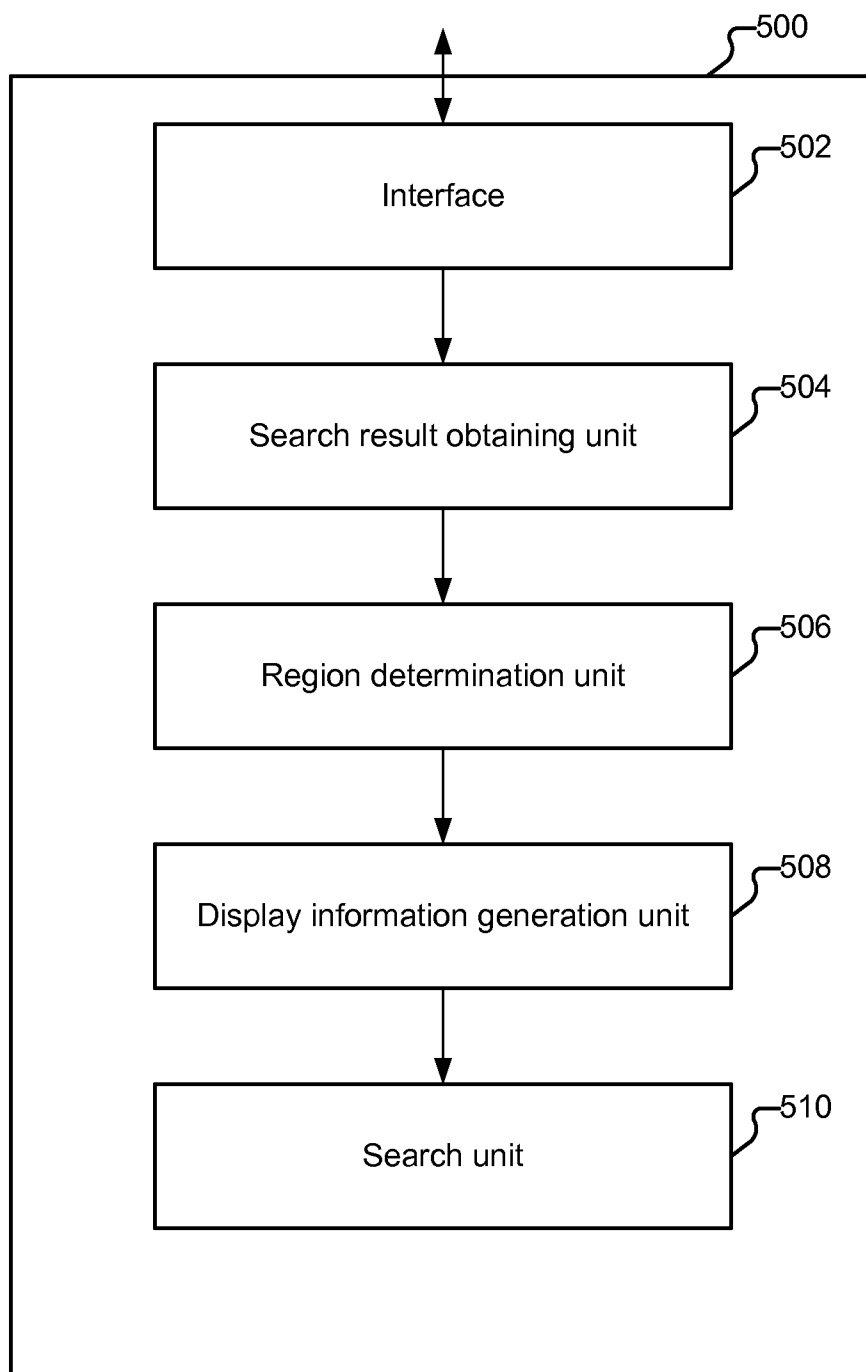 500
Interface
502
Search result obtaining unit
504
Region determination unit
506
Display information generation unit
508
Search unit
510